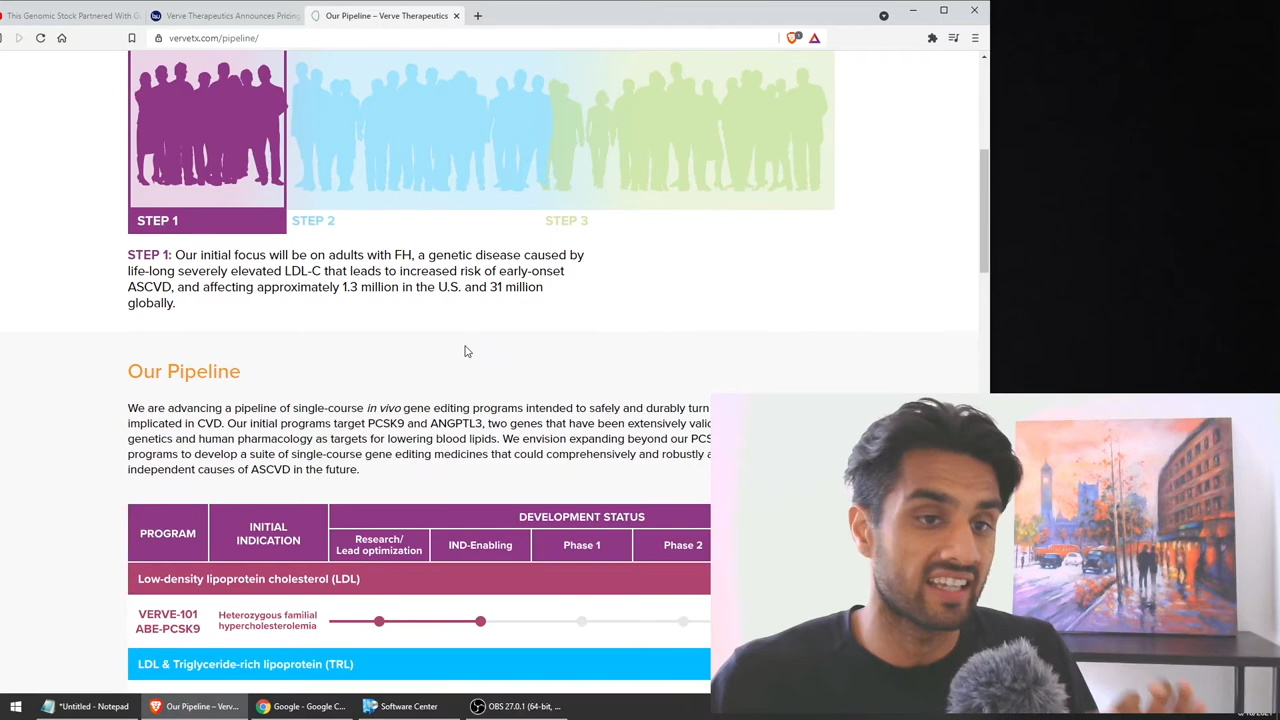 This Genomic Stock Partnered With G
Verve Therapeutics Announces Pricing
Our Pipeline – Verve Therapeutics
vervetx.com/pipeline/
STEP 1
STEP 2
STEP 3
STEP 1: Our initial focus will be on adults with FH, a genetic disease caused by
life-long severely elevated LDL-C that leads to increased risk of early-onset
ASCVD, and affecting approximately 1.3 million in the U.S. and 31 million
globally.
Our Pipeline
We are advancing a pipeline of single-course in vivo gene editing programs intended to safely and durably turn
implicated in CVD. Our initial programs target PCSK9 and ANGPTL3, two genes that have been extensively vali
genetics and human pharmacology as targets for lowering blood lipids. We envision expanding beyond our PCS
programs to develop a suite of single-course gene editing medicines that could comprehensively and robustly a
independent causes of ASCVD in the future.
PROGRAM
INITIAL
INDICATION
DEVELOPMENT STATUS
Research/
Lead optimization
IND-Enabling
Phase 1
Phase 2
Low-density lipoprotein cholesterol (LDL)
VERVE-101
ABE-PCSK9
Heterozygous familial
hypercholesterolemia
LDL & Triglyceride-rich lipoprotein (TRL)
*Untitled - Notepad
Our Pipeline – Verv...
Google - Google C...
Software Center
OBS 27.0.1 (64-bit, ...